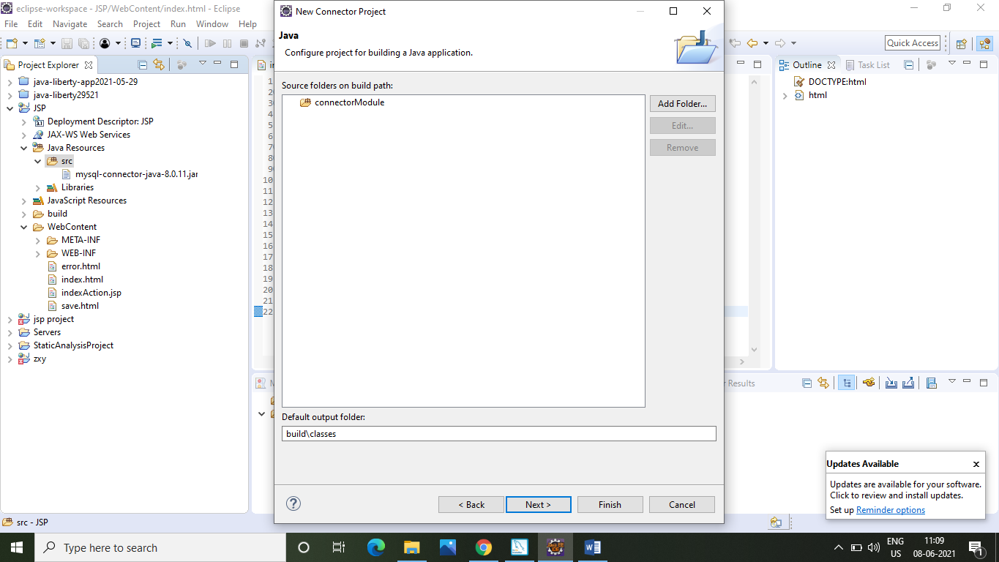 eclipse-workspace - JSP/WebContent/index.html - Eclipse
File Edit Navigate Search Project Run Window Help
Quick Access
Project Explorer
java-liberty-app2021-05-29
java-liberty29521
JSP
Deployment Descriptor: JSP
JAX-WS Web Services
Java Resources
src
mysql-connector-java-8.0.11.jar
Libraries
JavaScript Resources
build
WebContent
META-INF
WEB-INF
error.html
index.html
indexAction.jsp
save.html
jsp project
Servers
StaticAnalysisProject
zxy
1
2
3
4
5
6
7
8
9
10
11
12
13
14
15
16
17
18
19
20
21
22
New Connector Project
Java
Configure project for building a Java application.
Source folders on build path:
connectorModule
Add Folder...
Edit...
Remove
Default output folder:
build\classes
< Back Next > Finish Cancel
Outline Task List
DOCTYPE:html
html
Results
Updates Available
Updates are available for your software.
Click to review and install updates.
Set up Reminder options
src - JSP
Type here to search
ENG
US
11:09
08-06-2021
1